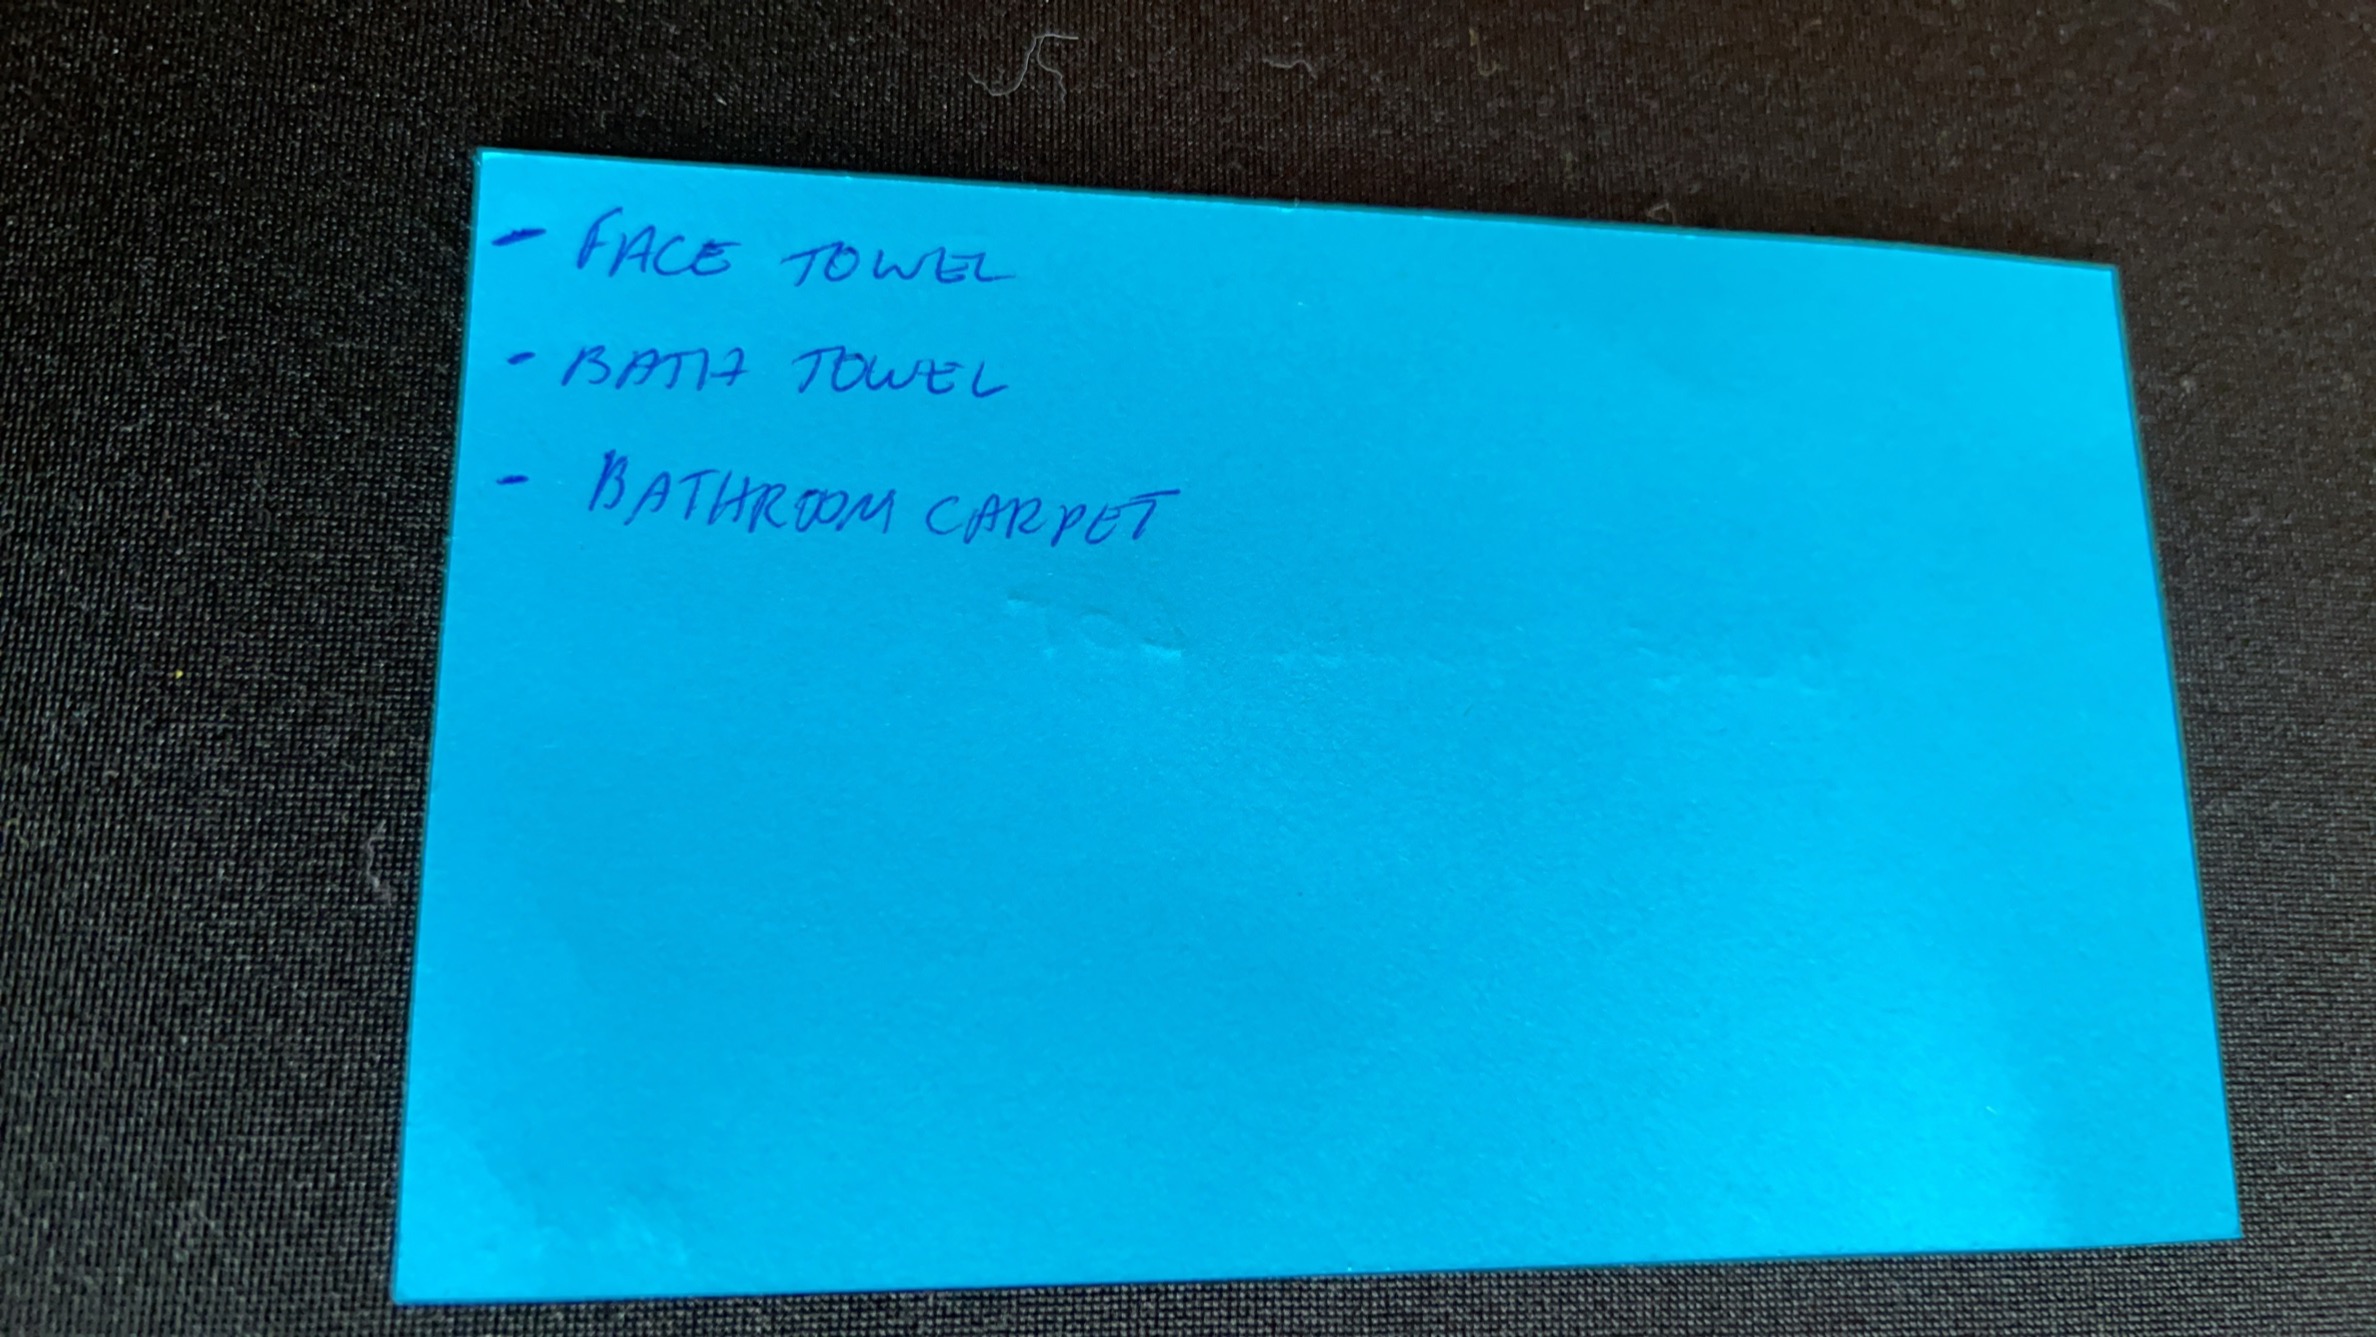 - FACE TOWEL
- BATH TOWEL
- BATHROOM CARPET